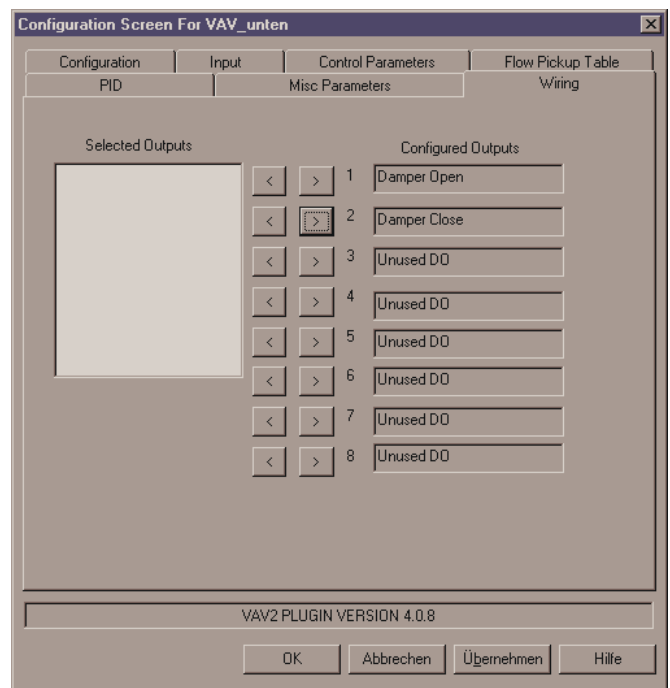 Configuration Screen For VAV_unten
Configuration Input Control Parameters Flow Pickup Table
PID Misc Parameters Wiring
Selected Outputs Configured Outputs
< > 1 Damper Open
< > 2 Damper Close
< > 3 Unused DO
< > 4 Unused DO
< > 5 Unused DO
< > 6 Unused DO
< > 7 Unused DO
< > 8 Unused DO
VAV2 PLUGIN VERSION 4.0.8
OK Abbrechen Übernehmen Hilfe